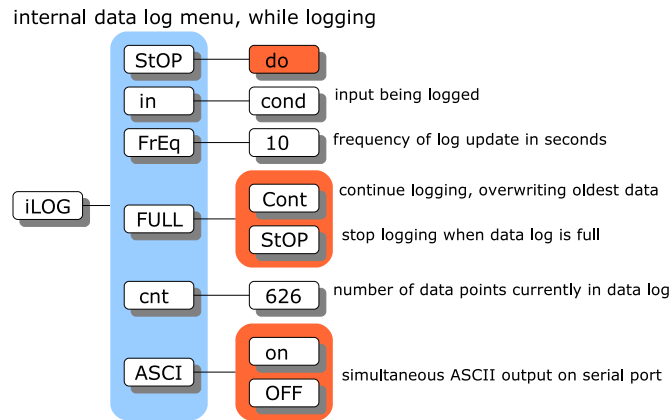 internal data log menu, while logging
StOP do
in cond input being logged
FrEq 10 frequency of log update in seconds
iLOG
FULL
Cont continue logging, overwriting oldest data
StOP stop logging when data log is full
cnt 626 number of data points currently in data log
ASCI
on
OFF
simultaneous ASCII output on serial port